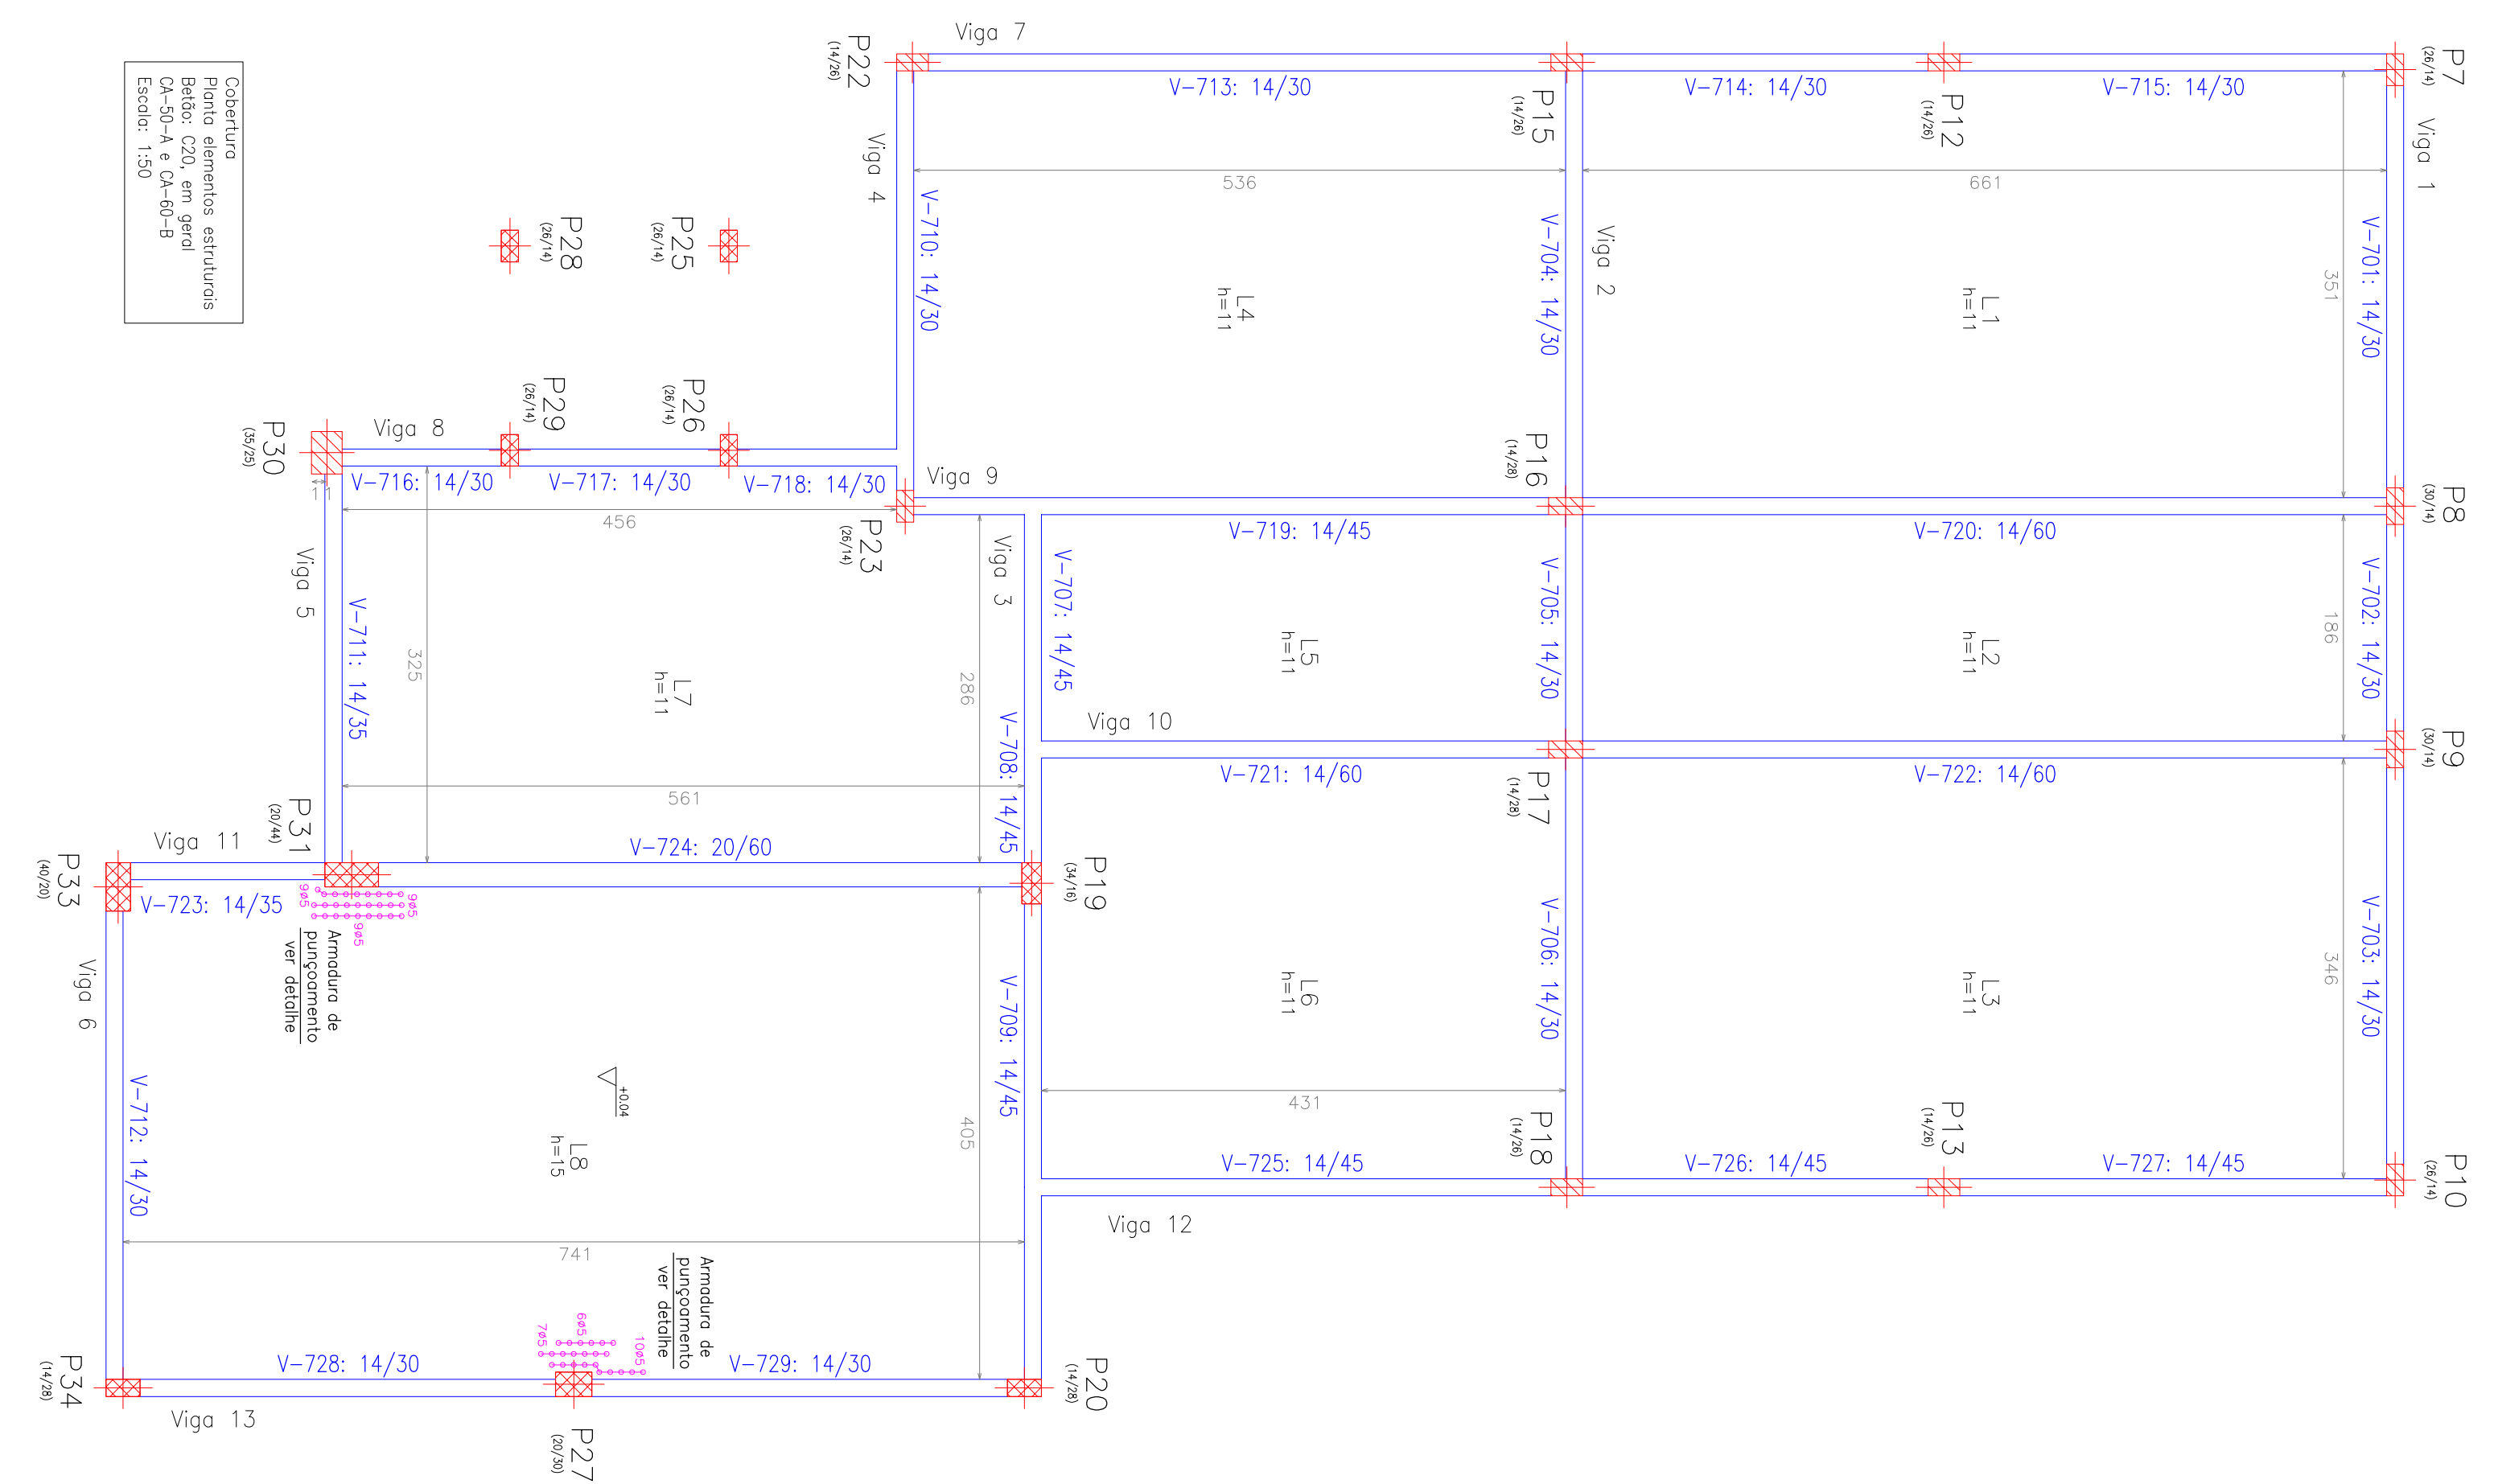 Cobertura
Planta elementos estruturais
Betão: C20, em geral
CA-50-A e CA-60-B
Escala: 1:50
P7
(26/14)
Viga 1
V-701: 14/30
P8
(30/14)
V-702: 14/30
P9
(30/14)
V-703: 14/30
P10
(26/14)
351
186
346
V-715: 14/30
P12
(14/26)
V-714: 14/30
661
L1
h=11
V-720: 14/60
L2
h=11
V-722: 14/60
L3
h=11
P13
(14/26)
V-727: 14/45
V-726: 14/45
Viga 2
P15
(14/26)
V-704: 14/30
P16
(14/28)
V-705: 14/30
P17
(14/28)
V-706: 14/30
P18
(14/26)
Viga 7
V-713: 14/30
536
L4
h=11
V-719: 14/45
L5
h=11
V-721: 14/60
L6
h=11
431
V-725: 14/45
Viga 12
Viga 10
Viga 9
V-707: 14/45
Viga 3
V-708: 14/45
P19
(34/16)
V-709: 14/45
P20
(14/28)
286
405
P22
(14/26)
Viga 4
V-710: 14/30
P23
(26/14)
V-718: 14/30
P25
(26/14)
P26
(26/14)
V-717: 14/30
P28
(26/14)
P29
(26/14)
V-716: 14/30
Viga 8
456
L7
h=11
561
V-724: 20/60
325
11
P30
(35/25)
Viga 5
V-711: 14/35
P31
(20/44)
9ø5
9ø5
9ø5
Armadura de
punçoamento
ver detalhe
Viga 11
V-723: 14/35
P33
(40/20)
Viga 6
V-712: 14/30
P34
(14/28)
+0.04
L8
h=15
741
Armadura de
punçoamento
ver detalhe
10ø5
6ø5
7ø5
V-729: 14/30
V-728: 14/30
P27
(20/30)
Viga 13